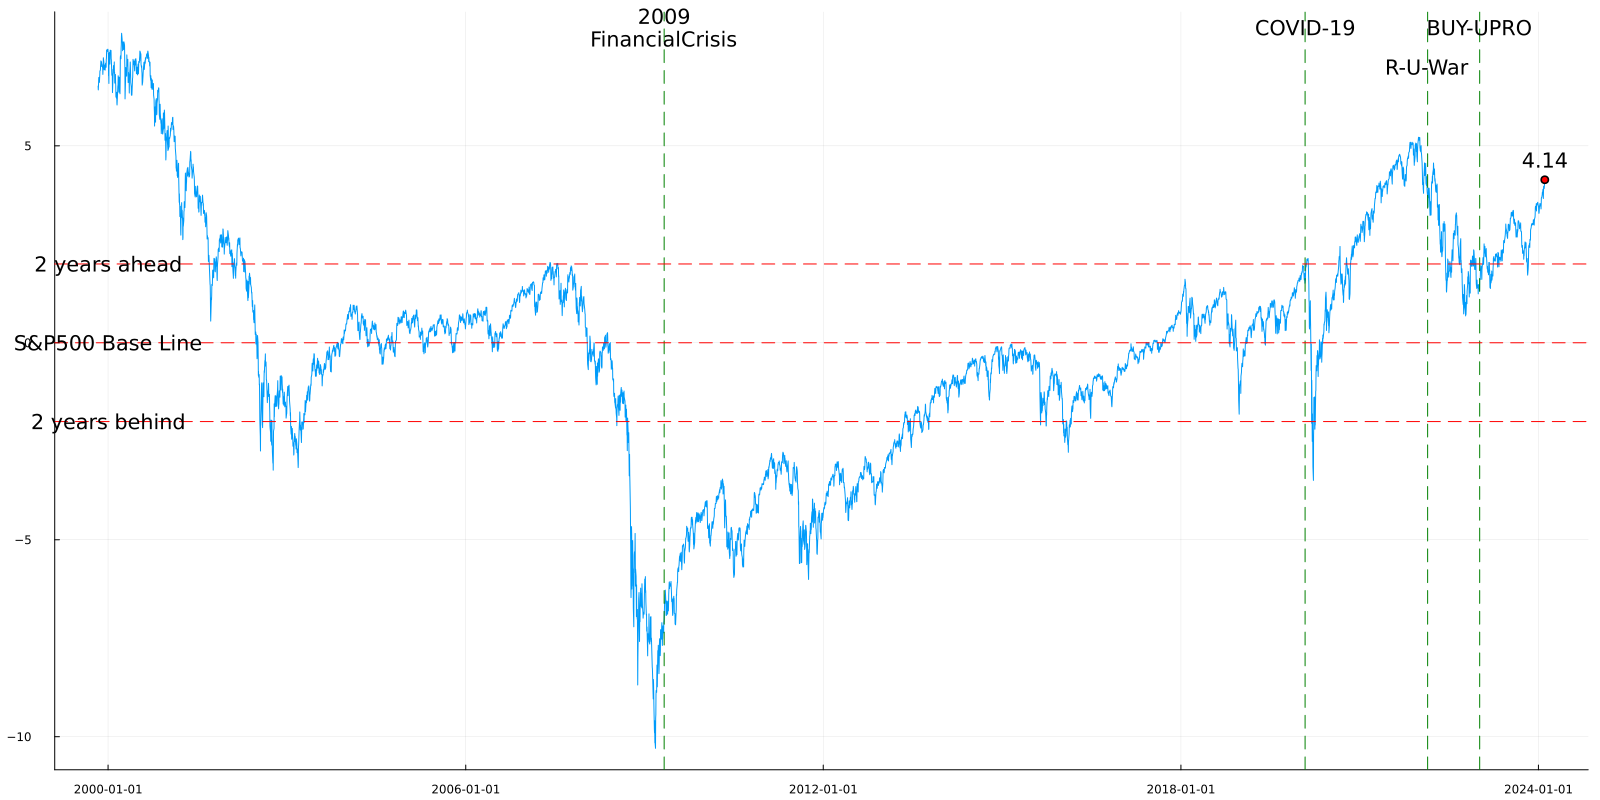 2009
FinancialCrisis
COVID-19
BUY-UPRO
R-U-War
5
4.14
2 years ahead
0
S&P500 Base Line
2 years behind
−5
−10
2000-01-01
2006-01-01
2012-01-01
2018-01-01
2024-01-01